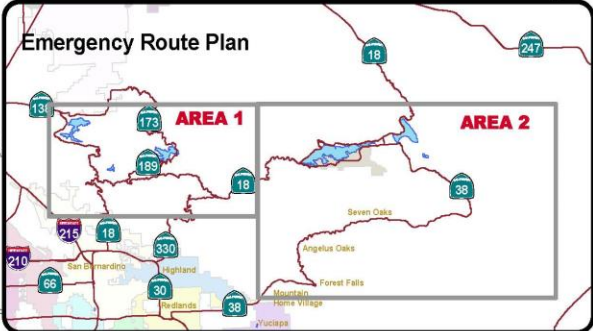 Emergency Route Plan
18
247
138
173
AREA 1
AREA 2
189
18
38
Seven Oaks
215
18
210
San Bernardino
330
Angelus Oaks
Highland
66
30
Forest Falls
Mountain
Home Village
Redlands
38
Yucaipa